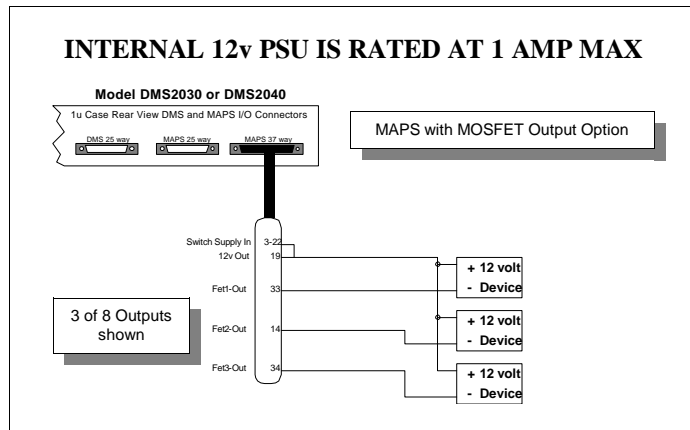 INTERNAL 12v PSU IS RATED AT 1 AMP MAX
Model DMS2030 or DMS2040
1u Case Rear View DMS and MAPS I/O Connectors
DMS 25 way
MAPS 25 way
MAPS 37 way
MAPS with MOSFET Output Option
Switch Supply In 3-22
12v Out 19
+ 12 volt
Fet1-Out 33
- Device
3 of 8 Outputs
shown
+ 12 volt
Fet2-Out 14
- Device
Fet3-Out 34
+ 12 volt
- Device